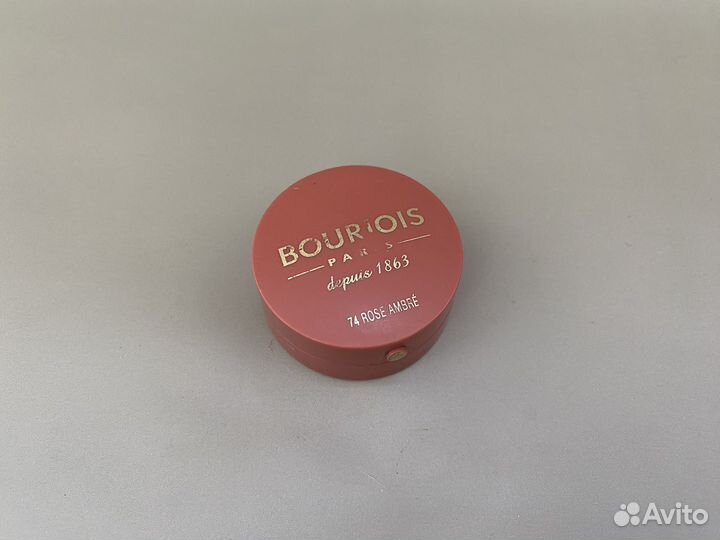 BOURJOIS
PARIS
depuis 1863
74 ROSE AMBRÉ
Avito